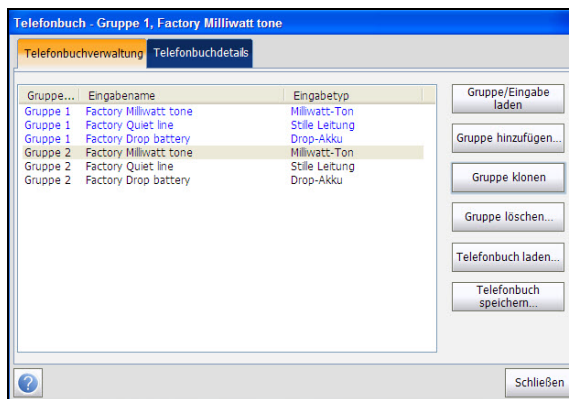 Telefonbuch - Gruppe 1, Factory Milliwatt tone
Telefonbuchverwaltung Telefonbuchdetails
Gruppe... Eingabename Eingabetyp
Gruppe 1 Factory Milliwatt tone Milliwatt-Ton
Gruppe 1 Factory Quiet line Stille Leitung
Gruppe 1 Factory Drop battery Drop-Akku
Gruppe 2 Factory Milliwatt tone Milliwatt-Ton
Gruppe 2 Factory Quiet line Stille Leitung
Gruppe 2 Factory Drop battery Drop-Akku
Gruppe/Eingabe
laden
Gruppe hinzufügen...
Gruppe klonen
Gruppe löschen...
Telefonbuch laden...
Telefonbuch
speichern...
?
Schließen